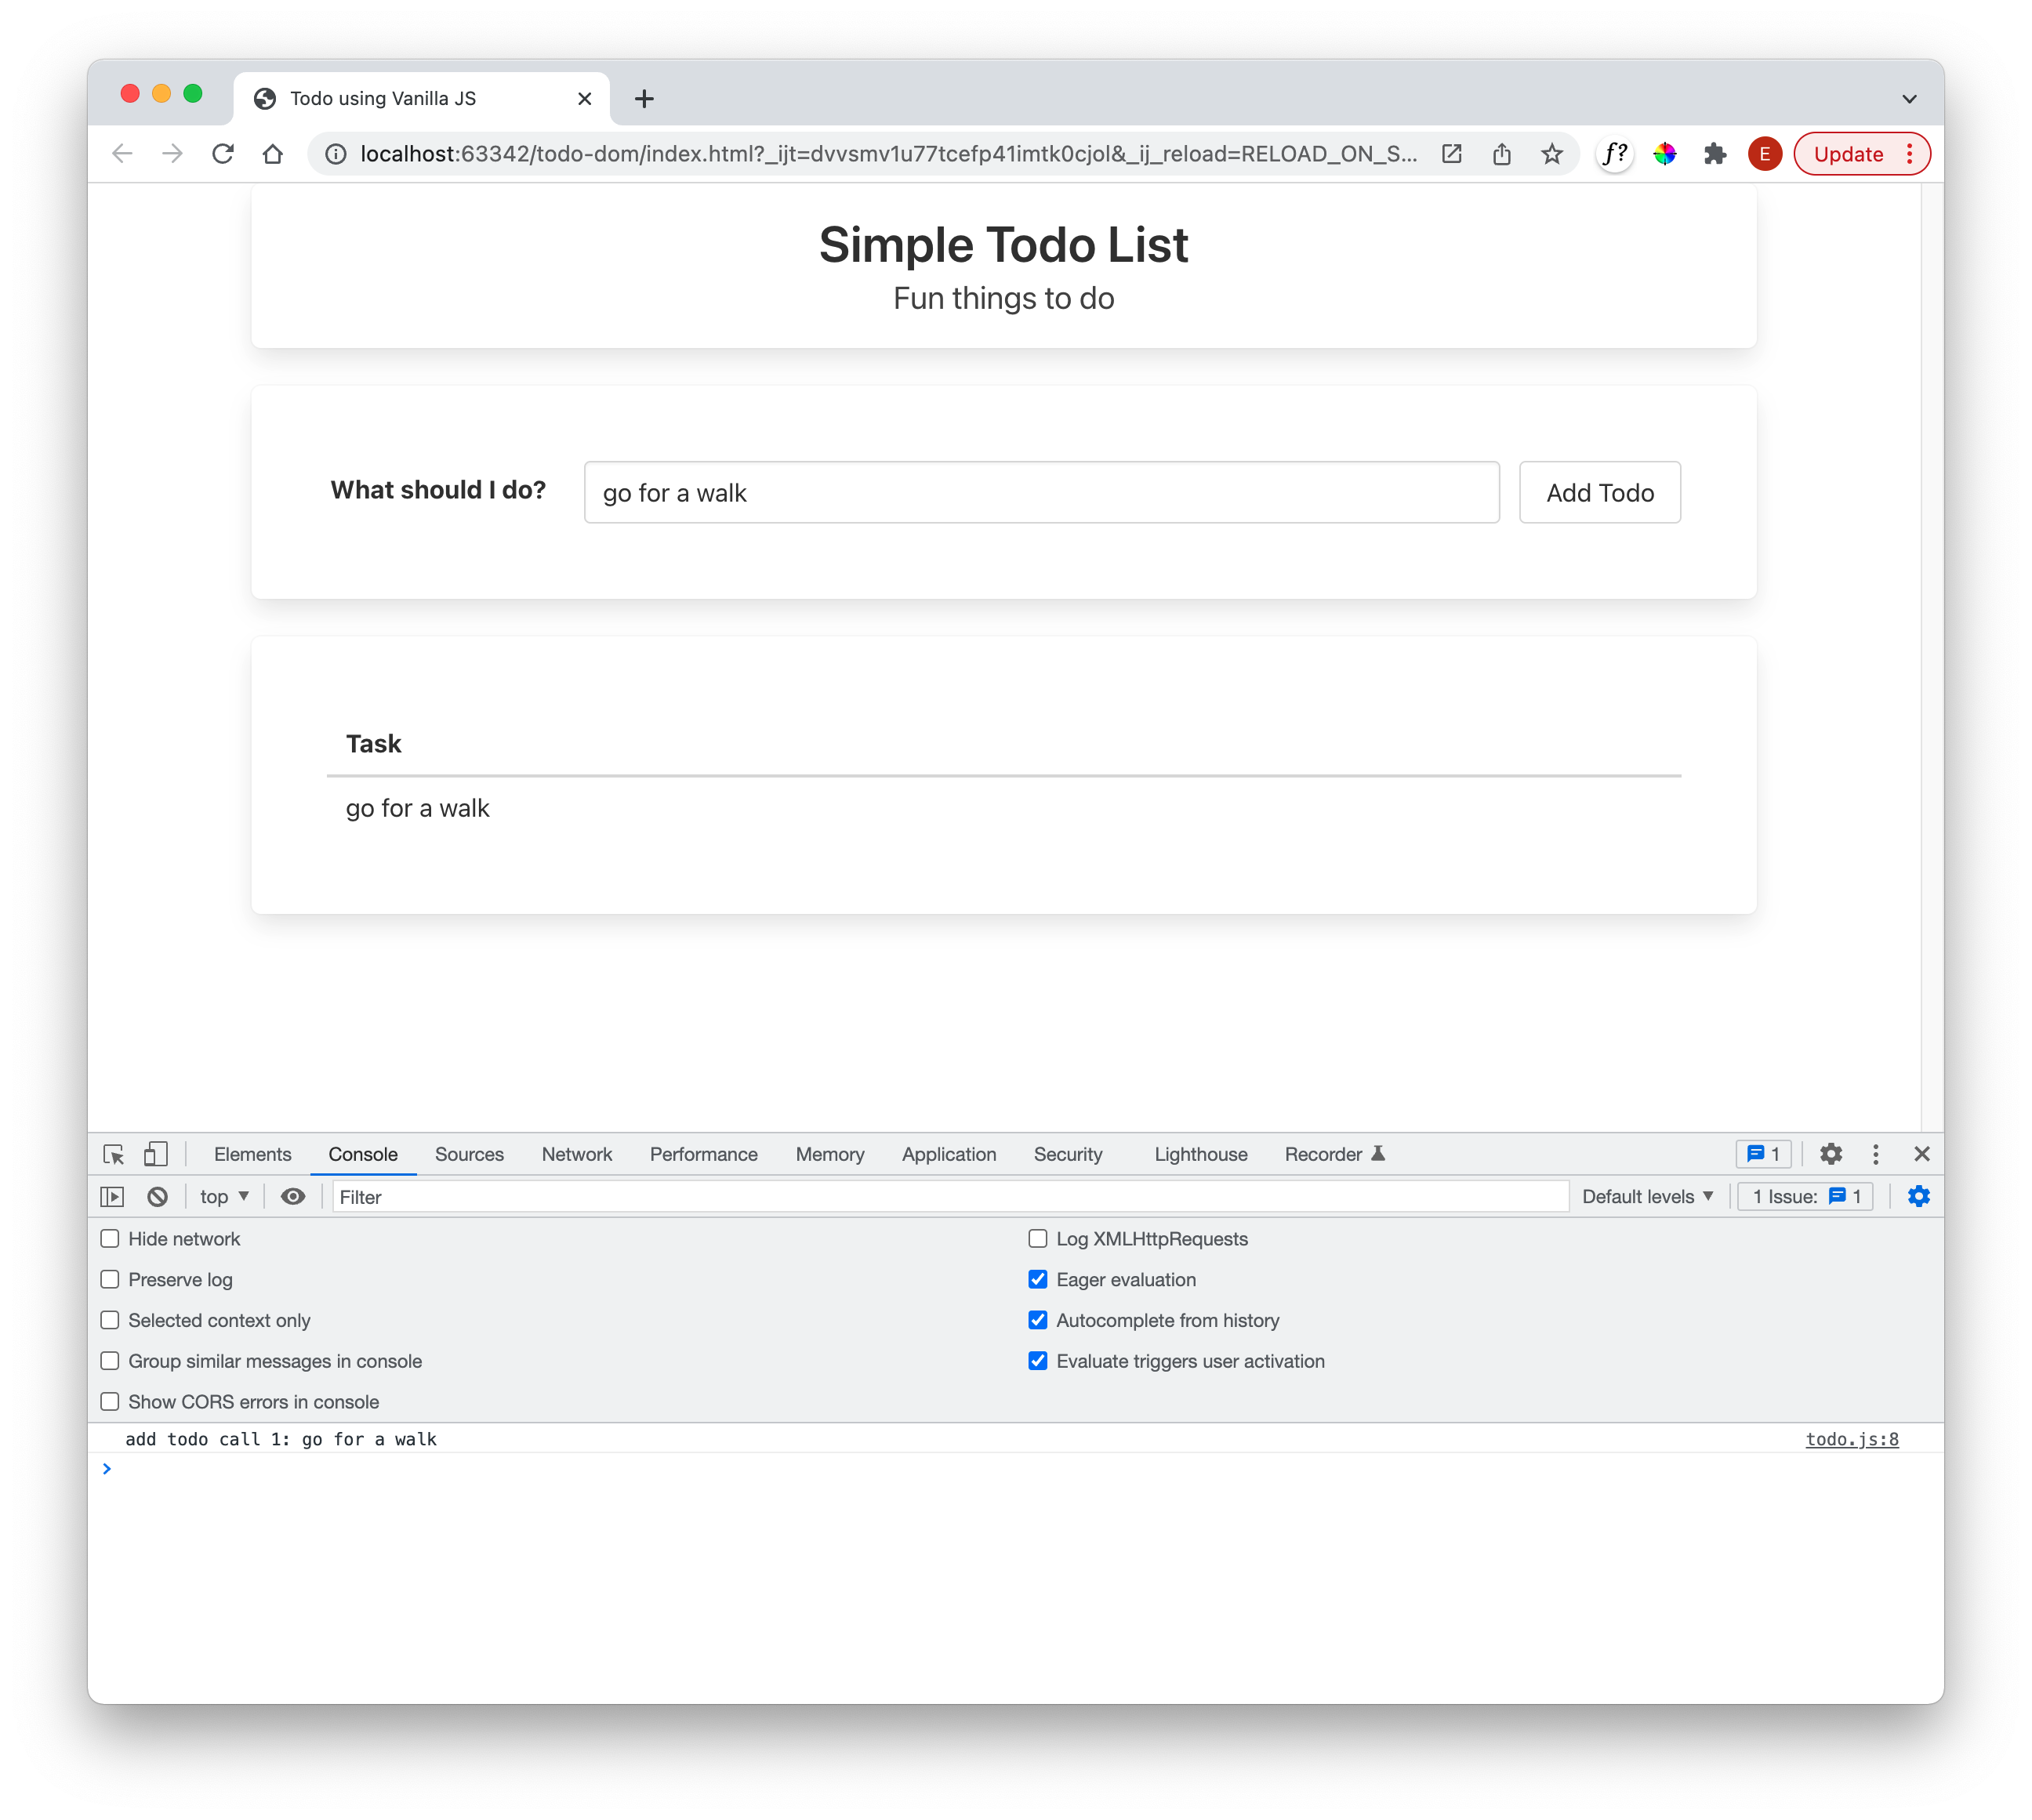 Todo using Vanilla JS
localhost:63342/todo-dom/index.html?_ijt=dvvsmv1u77tcefp41imtk0cjol&_ij_reload=RELOAD_ON_S...
f?
E
Update
Simple Todo List
Fun things to do
What should I do?
go for a walk
Add Todo
Task
go for a walk
Elements Console Sources Network Performance Memory Application Security Lighthouse Recorder 1
top Filter Default levels 1 Issue: 1
Hide network
Log XMLHttpRequests
Preserve log
Eager evaluation
Selected context only
Autocomplete from history
Group similar messages in console
Evaluate triggers user activation
Show CORS errors in console
add todo call 1: go for a walk todo.js:8